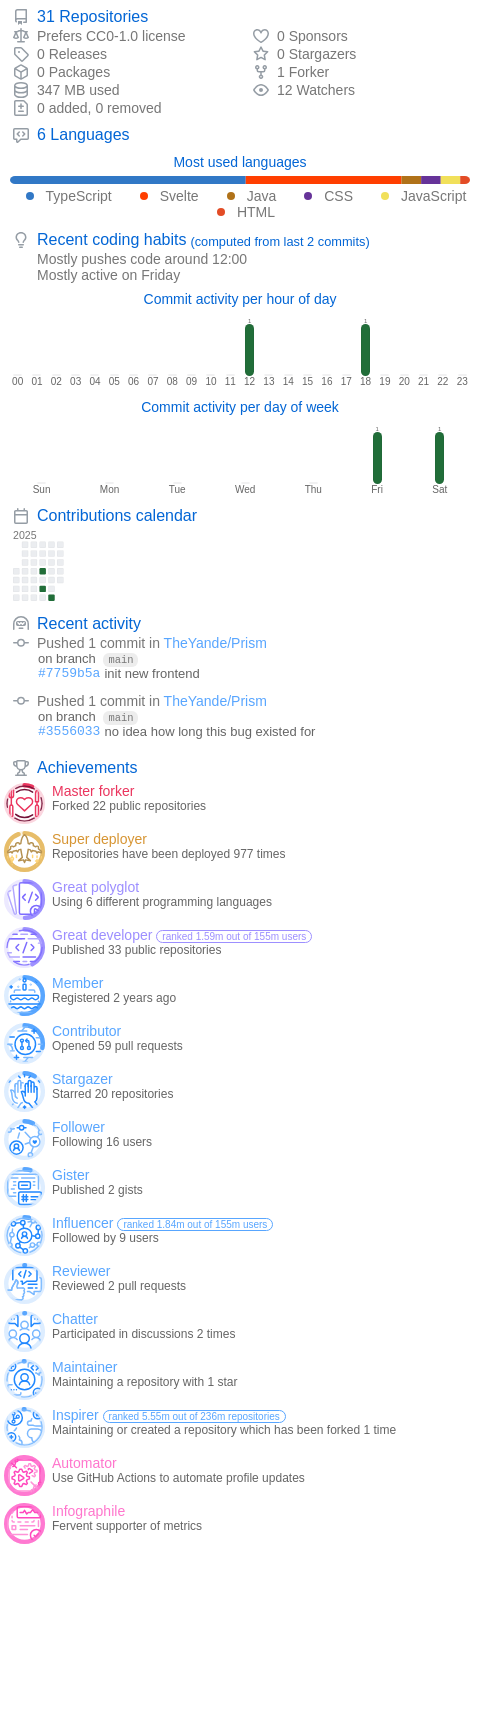 31 Repositories
Prefers CC0-1.0 license
0 Sponsors
0 Releases
0 Stargazers
0 Packages
1 Forker
347 MB used
12 Watchers
0 added, 0 removed
6 Languages
Most used languages
TypeScript Svelte Java CSS JavaScript
HTML
Recent coding habits (computed from last 2 commits)
Mostly pushes code around 12:00
Mostly active on Friday
Commit activity per hour of day
1 1
00 01 02 03 04 05 06 07 08 09 10 11 12 13 14 15 16 17 18 19 20 21 22 23
Commit activity per day of week
1 1
Sun Mon Tue Wed Thu Fri Sat
Contributions calendar
2025
Recent activity
Pushed 1 commit in TheYande/Prism
on branch main
#7759b5a init new frontend
Pushed 1 commit in TheYande/Prism
on branch main
#3556033 no idea how long this bug existed for
Achievements
Master forker
Forked 22 public repositories
Super deployer
Repositories have been deployed 977 times
Great polyglot
Using 6 different programming languages
Great developer ranked 1.59m out of 155m users
Published 33 public repositories
Member
Registered 2 years ago
Contributor
Opened 59 pull requests
Stargazer
Starred 20 repositories
Follower
Following 16 users
Gister
Published 2 gists
Influencer ranked 1.84m out of 155m users
Followed by 9 users
Reviewer
Reviewed 2 pull requests
Chatter
Participated in discussions 2 times
Maintainer
Maintaining a repository with 1 star
Inspirer ranked 5.55m out of 236m repositories
Maintaining or created a repository which has been forked 1 time
Automator
Use GitHub Actions to automate profile updates
Infographile
Fervent supporter of metrics